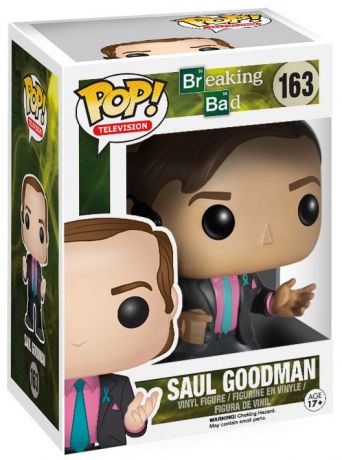 POP!
TELEVISION
Breaking
Bad
163
POP!
TELEVISION
SAUL GOODMAN
163
SAUL GOODMAN
VINYL FIGURE / FIGURINE EN VINYLE /
FIGURA DE VINIL
WARNING! Choking Hazard.
May contain small parts.
AGE
17+